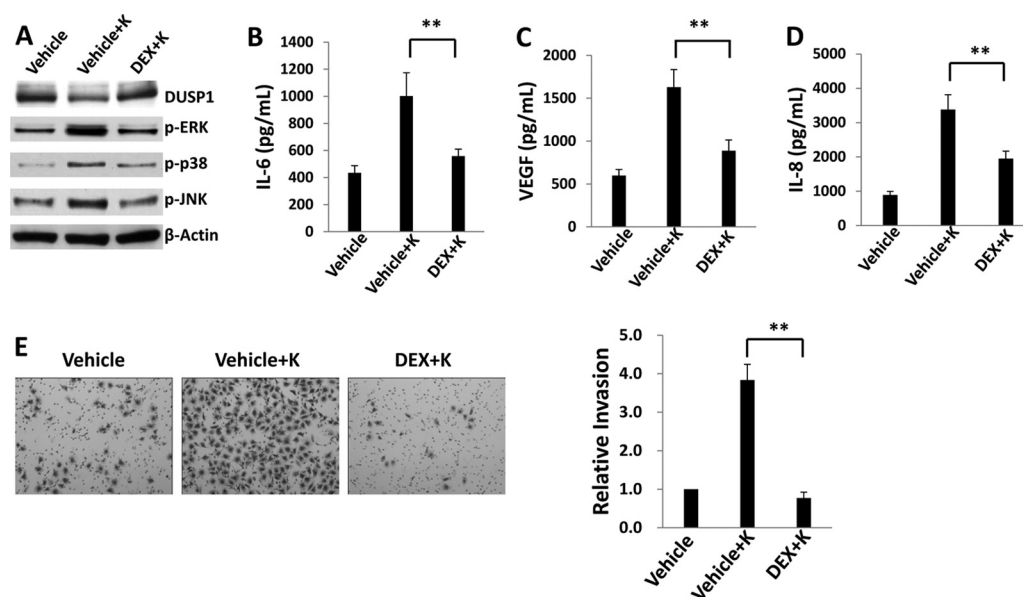 A
Vehicle
Vehicle+K
DEX+K
DUSP1
p-ERK
p-p38
p-JNK
β-Actin
B
**
IL-6 (pg/mL)
1400
1200
1000
800
600
400
200
0
Vehicle
Vehicle+K
DEX+K
C
**
VEGF (pg/mL)
2000
1500
1000
500
0
Vehicle
Vehicle+K
DEX+K
D
**
IL-8 (pg/mL)
5000
4000
3000
2000
1000
0
Vehicle
Vehicle+K
DEX+K
E
Vehicle
Vehicle+K
DEX+K
**
Relative Invasion
5.0
4.0
3.0
2.0
1.0
0.0
Vehicle
Vehicle+K
DEX+K